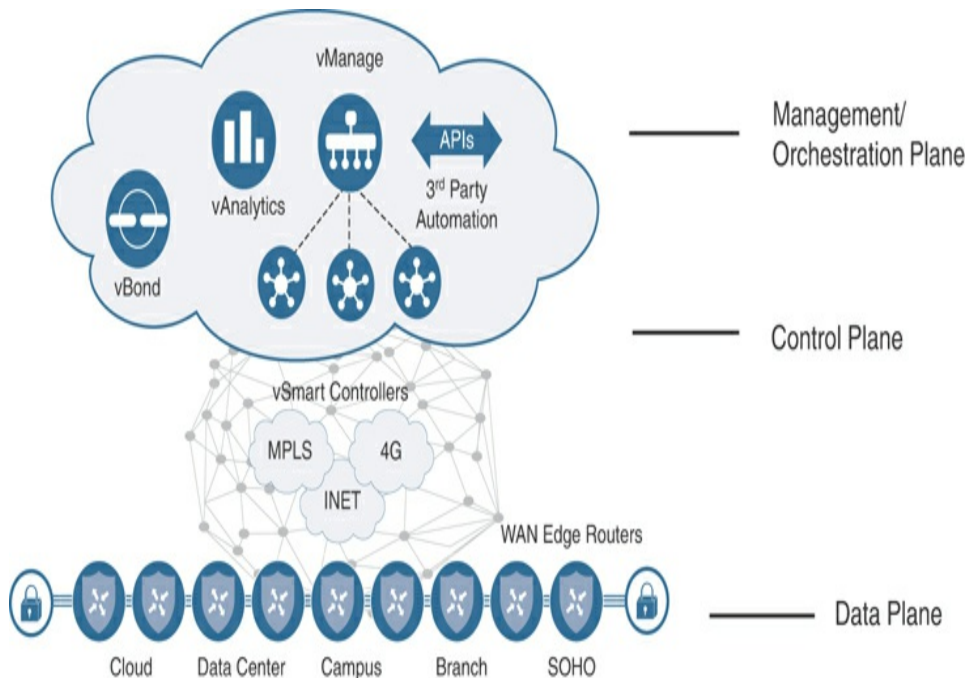 vManage
Management/
Orchestration Plane
APIs
vAnalytics
3rd Party
Automation
vBond
Control Plane
vSmart Controllers
MPLS
4G
INET
WAN Edge Routers
Data Plane
Cloud
Data Center
Campus
Branch
SOHO